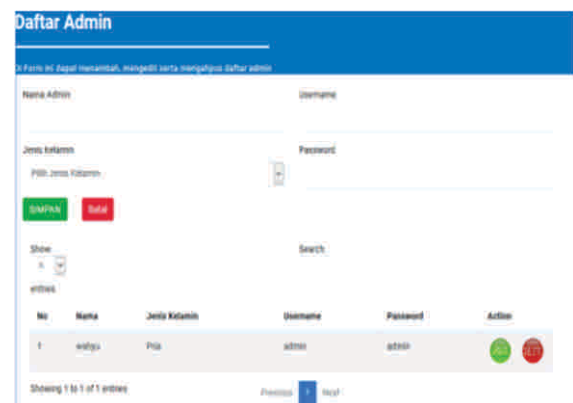 Daftar Admin
Di Form ini dapat menambah, mengedit serta mengahpus daftar admin
Nama Admin
Username
Jenis Kelamin
Password
Pilih Jenis Kelamin
SIMPAN
Batal
Show
Search
entries
No Nama Jenis Kelamin Username Password Action
1 wahyu Pria admin admin
Showing 1 to 1 of 1 entries
Previous 1 Next